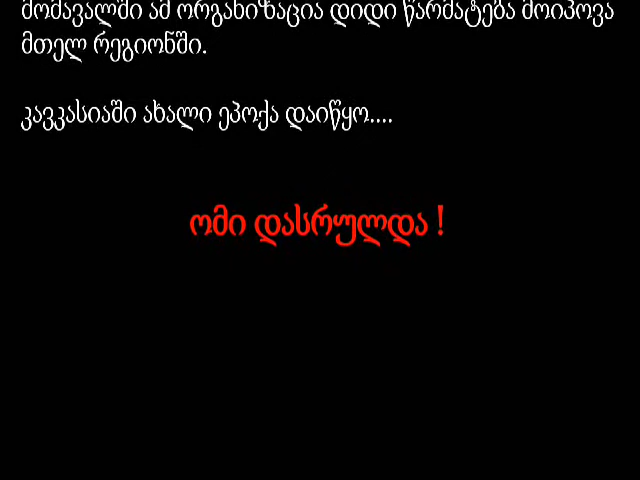 მომავალში ამ ორგანიზაცია დიდი წარმატება მოიპოვა
მთელ რეგიონში.
კავკასიაში ახალი ეპოქა დაიწყო....
ომი დასრულდა !